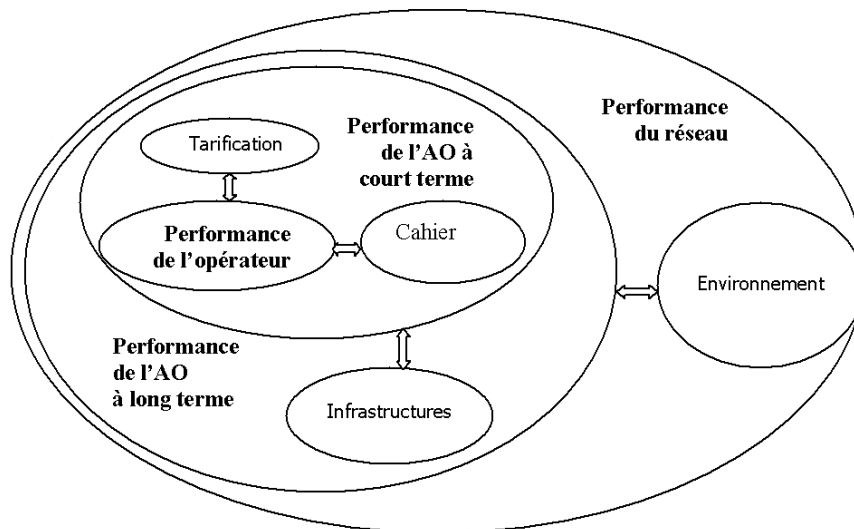 Performance
du réseau
Performance
de l'AO à
court terme
Tarification
Performance
de l'opérateur
Cahier
Environnement
Performance
de l'AO
à long terme
Infrastructures